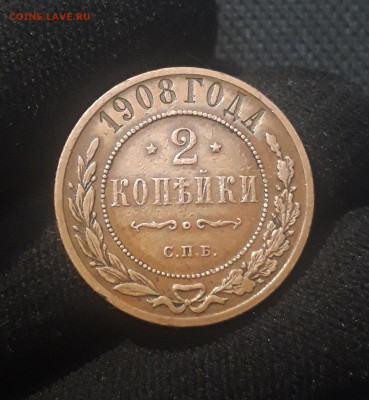 COINS.LAVE.RU
1908 ГОДА
* 2 *
КОПѢЙКИ
С.П.Б.